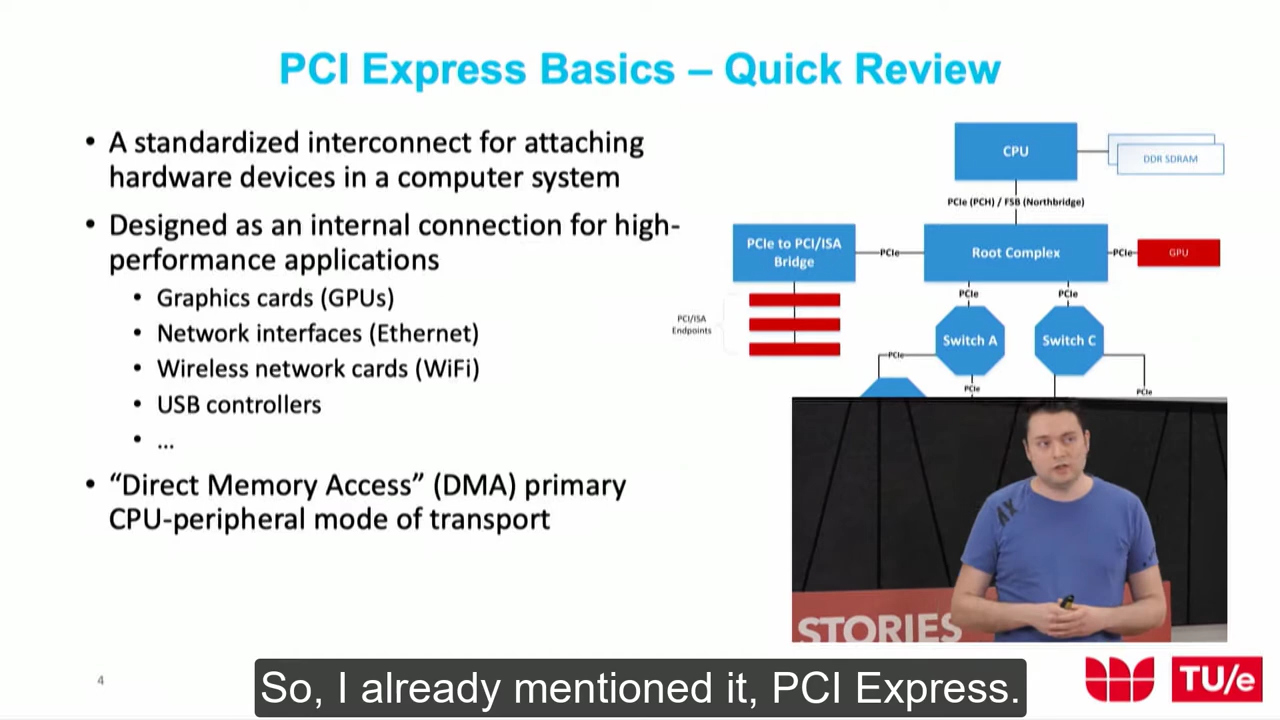 PCI Express Basics – Quick Review
• A standardized interconnect for attaching
hardware devices in a computer system
• Designed as an internal connection for high-
performance applications
• Graphics cards (GPUs)
• Network interfaces (Ethernet)
• Wireless network cards (WiFi)
• USB controllers
• ...
• “Direct Memory Access” (DMA) primary
CPU-peripheral mode of transport
CPU
DDR SDRAM
PCIe (PCH) / FSB (Northbridge)
PCIe to PCI/ISA
Bridge
PCIe
Root Complex
PCIe
GPU
PCIe
PCIe
PCI/ISA
Endpoints
Switch A
Switch C
PCIe
PCIe
PCIe
STORIES
4
So, I already mentioned it, PCI Express.
TU/e